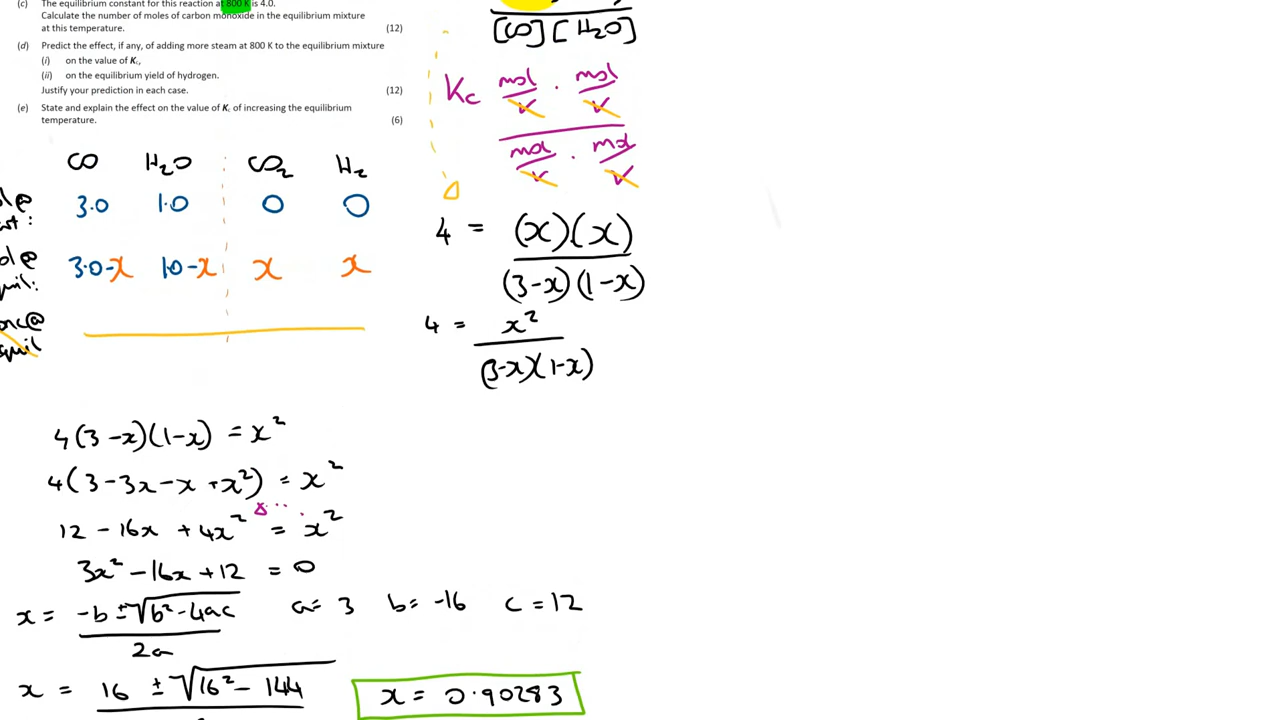 (c) The equilibrium constant for this reaction at 800 K is 4.0.
Calculate the number of moles of carbon monoxide in the equilibrium mixture
at this temperature. (12)
(d) Predict the effect, if any, of adding more steam at 800 K to the equilibrium mixture
(i) on the value of Kc,
(ii) on the equilibrium yield of hydrogen.
Justify your prediction in each case. (12)
(e) State and explain the effect on the value of Kc of increasing the equilibrium
temperature. (6)
CO H₂O CO₂ H₂
3.0 1.0 0 0
3.0-x 1.0-x x x
[CO][H₂O]
Kc mol/V · mol/V
mol/V · mol/V
4 = (x)(x)
(3-x)(1-x)
4 = x²
(3-x)(1-x)
4(3-x)(1-x) = x²
4(3-3x-x+x²) = x²
12 - 16x + 4x² = x²
3x² - 16x + 12 = 0
x = -b ± √b² - 4ac a= 3 b= -16 c = 12
2a
x = 16 ± √16² - 144 x = 0.90283